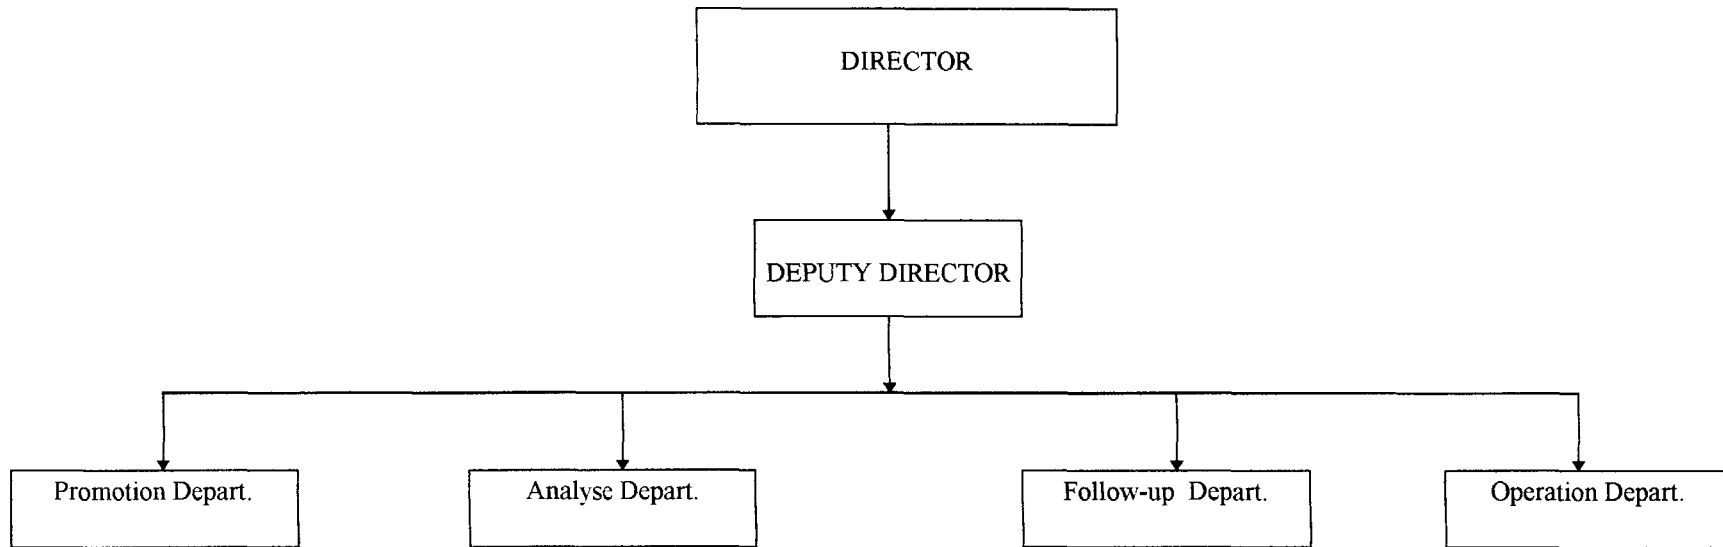 DIRECTOR
DEPUTY DIRECTOR
Promotion Depart.
Analyse Depart.
Follow-up Depart.
Operation Depart.